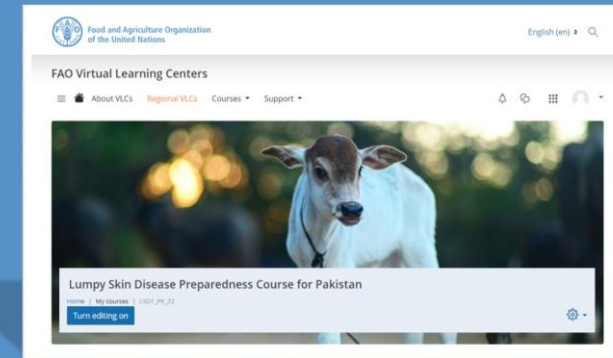 Food and Agriculture Organization
of the United Nations
English (en)
FAO Virtual Learning Centers
About VLCs Regional VLCs Courses Support
Lumpy Skin Disease Preparedness Course for Pakistan
Home | My courses | LSD1_PK_22
Turn editing on